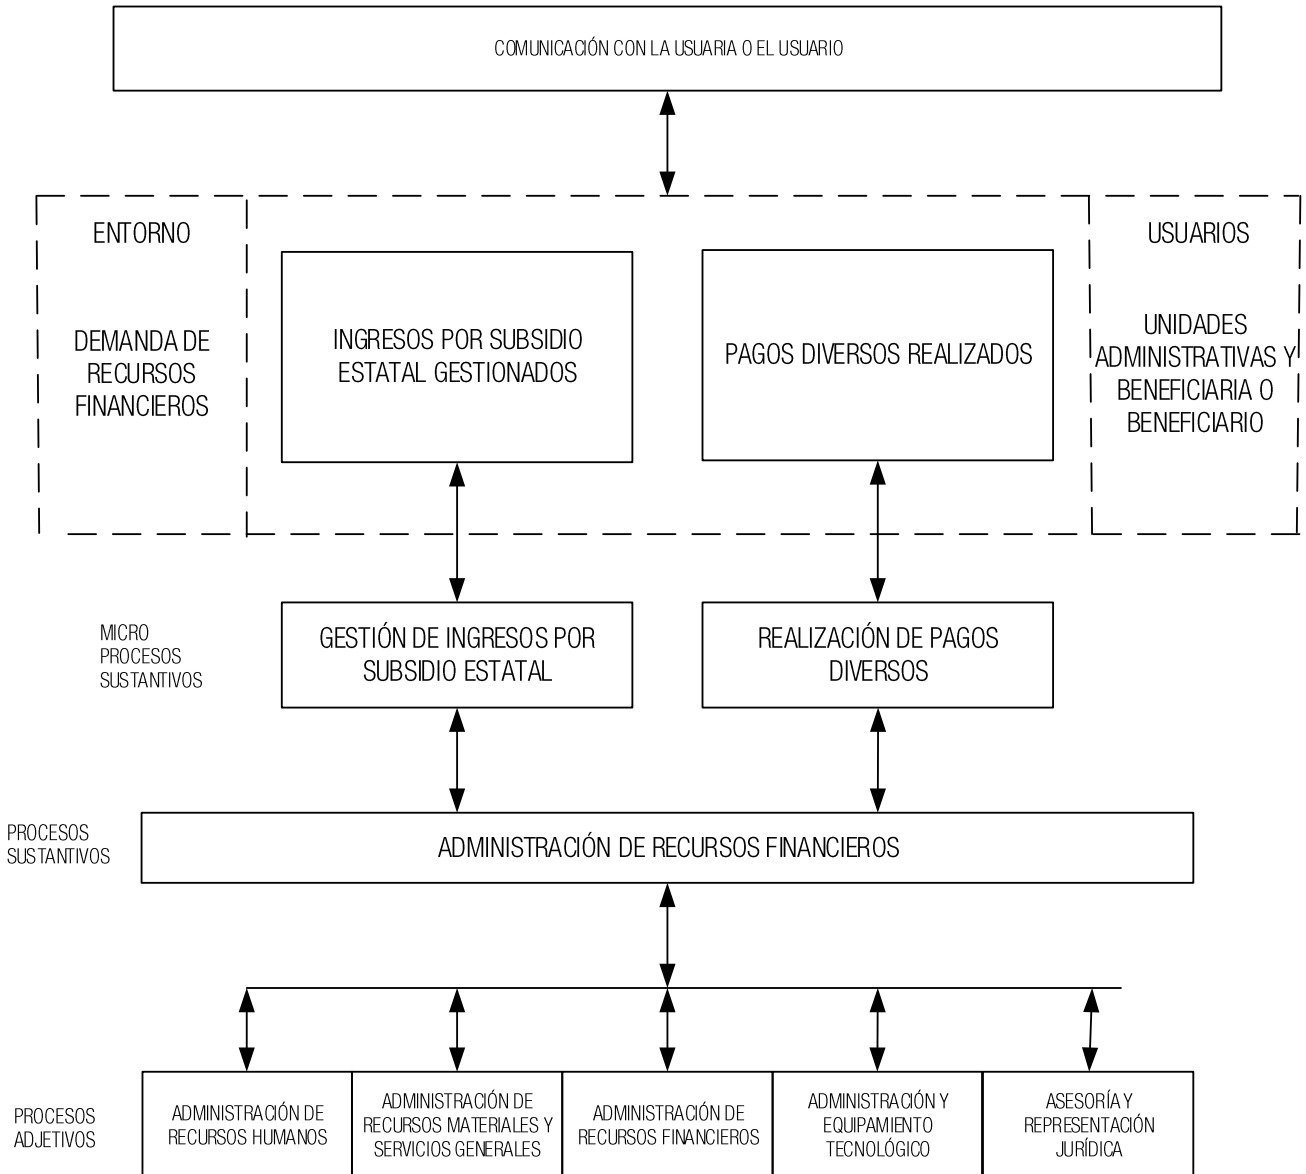 COMUNICACIÓN CON LA USUARIA O EL USUARIO
ENTORNO
DEMANDA DE
RECURSOS
FINANCIEROS
INGRESOS POR SUBSIDIO
ESTATAL GESTIONADOS
PAGOS DIVERSOS REALIZADOS
USUARIOS
UNIDADES
ADMINISTRATIVAS Y
BENEFICIARIA O
BENEFICIARIO
MICRO
PROCESOS
SUSTANTIVOS
GESTIÓN DE INGRESOS POR
SUBSIDIO ESTATAL
REALIZACIÓN DE PAGOS
DIVERSOS
PROCESOS
SUSTANTIVOS
ADMINISTRACIÓN DE RECURSOS FINANCIEROS
PROCESOS
ADJETIVOS
ADMINISTRACIÓN DE
RECURSOS HUMANOS
ADMINISTRACIÓN DE
RECURSOS MATERIALES Y
SERVICIOS GENERALES
ADMINISTRACIÓN DE
RECURSOS FINANCIEROS
ADMINISTRACIÓN Y
EQUIPAMIENTO
TECNOLÓGICO
ASESORÍA Y
REPRESENTACIÓN
JURÍDICA